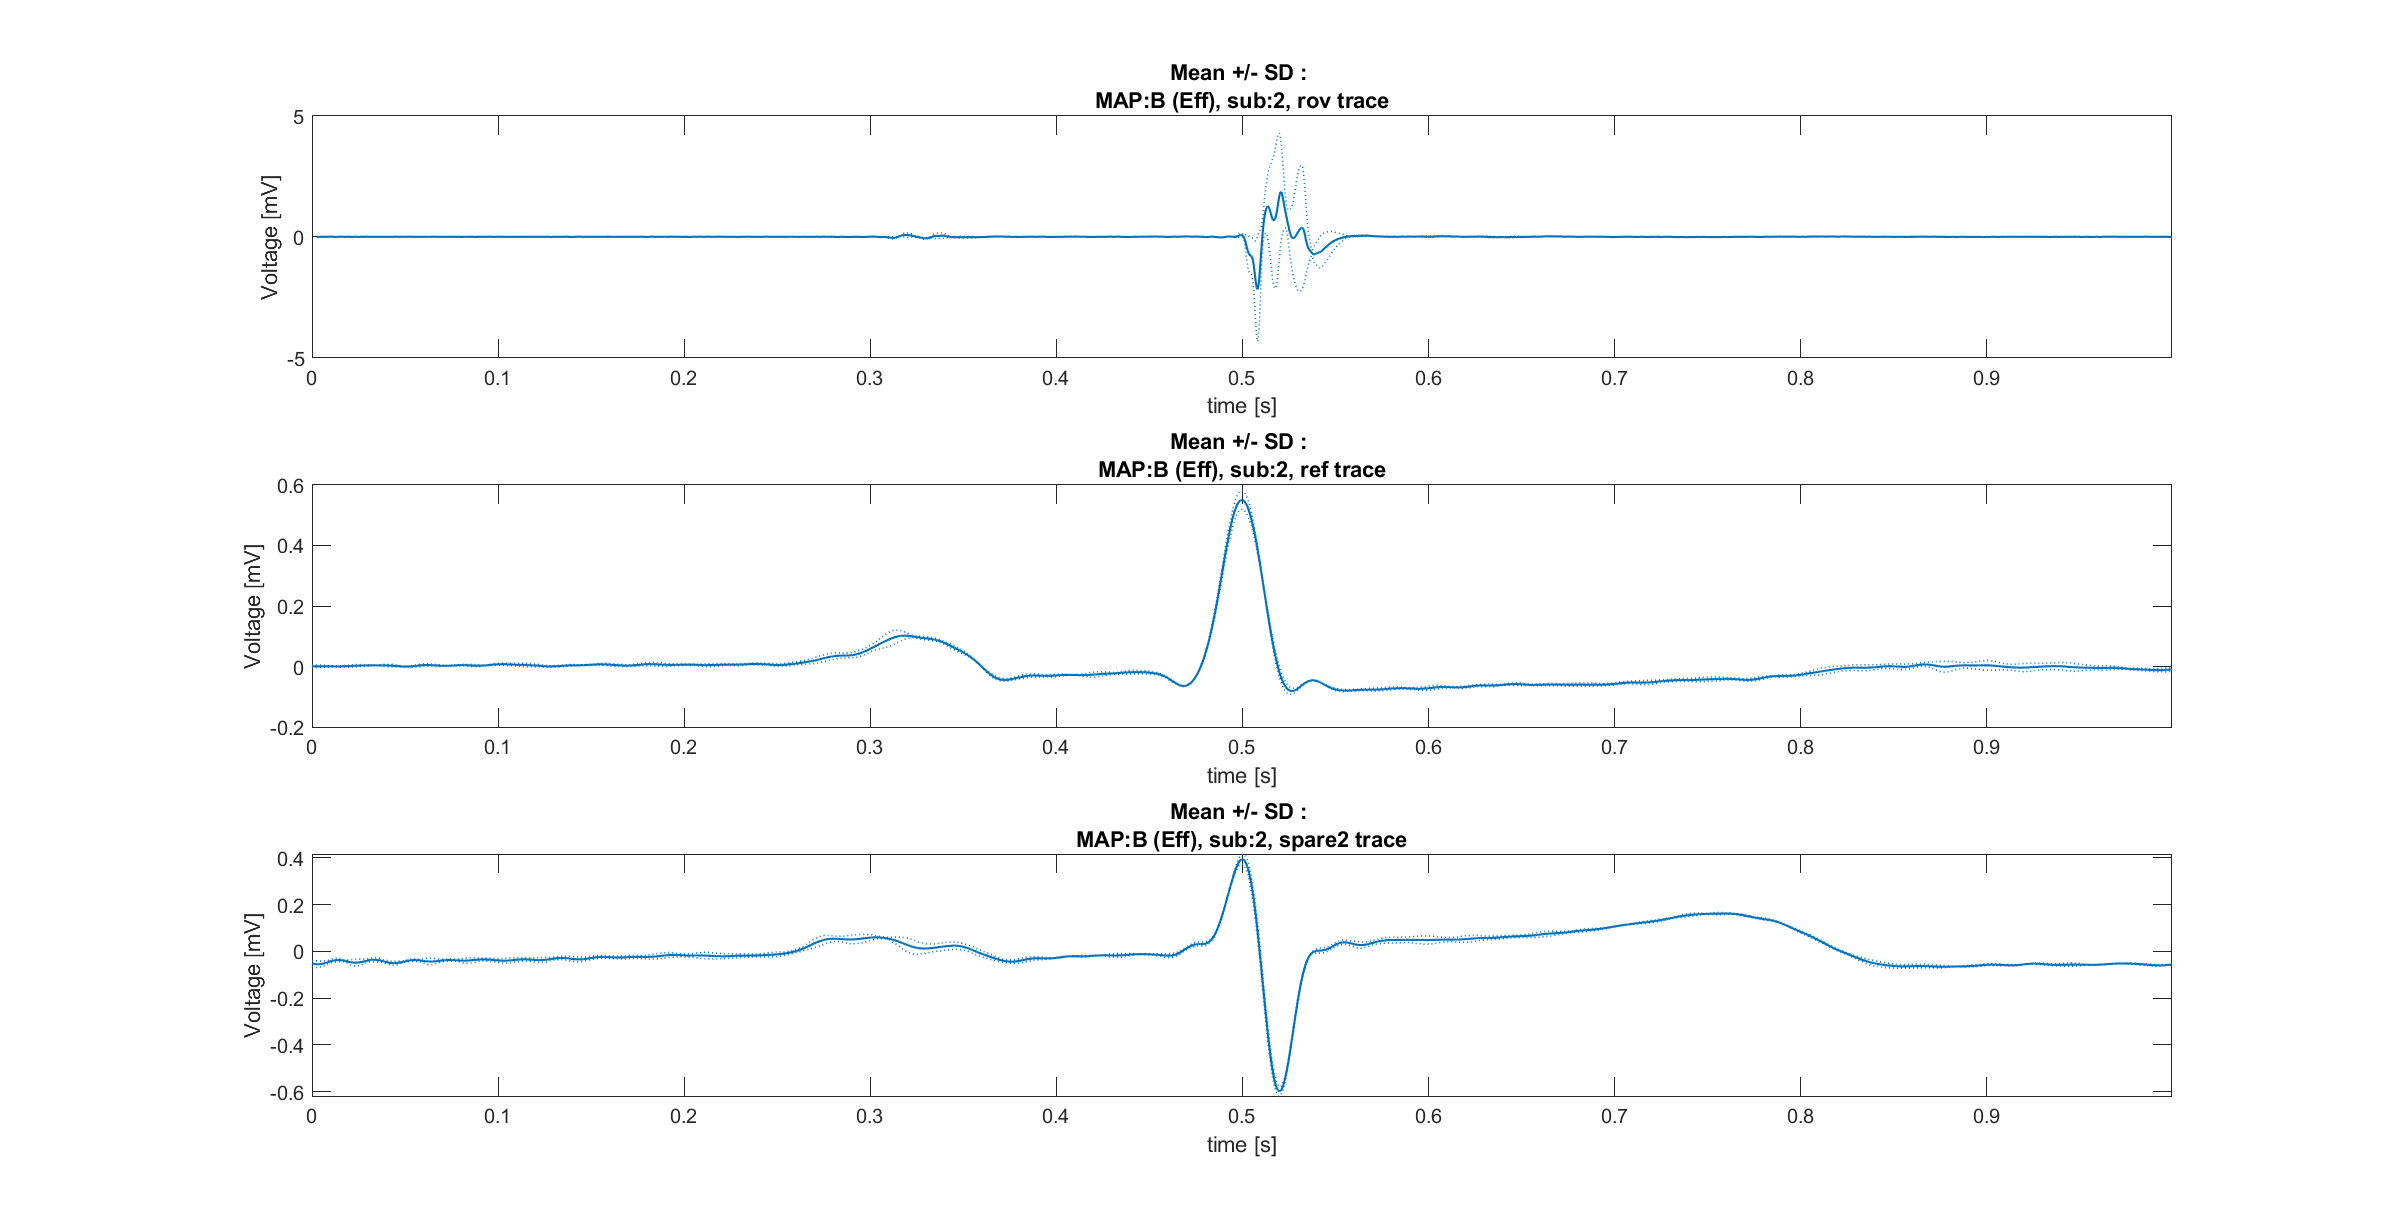 Mean +/- SD :
MAP:B (Eff), sub:2, rov trace
5
0
-5
Voltage [mV]
0 0.1 0.2 0.3 0.4 0.5 0.6 0.7 0.8 0.9
time [s]
Mean +/- SD :
MAP:B (Eff), sub:2, ref trace
0.6
0.4
0.2
0
-0.2
Voltage [mV]
0 0.1 0.2 0.3 0.4 0.5 0.6 0.7 0.8 0.9
time [s]
Mean +/- SD :
MAP:B (Eff), sub:2, spare2 trace
0.4
0.2
0
-0.2
-0.4
-0.6
Voltage [mV]
0 0.1 0.2 0.3 0.4 0.5 0.6 0.7 0.8 0.9
time [s]